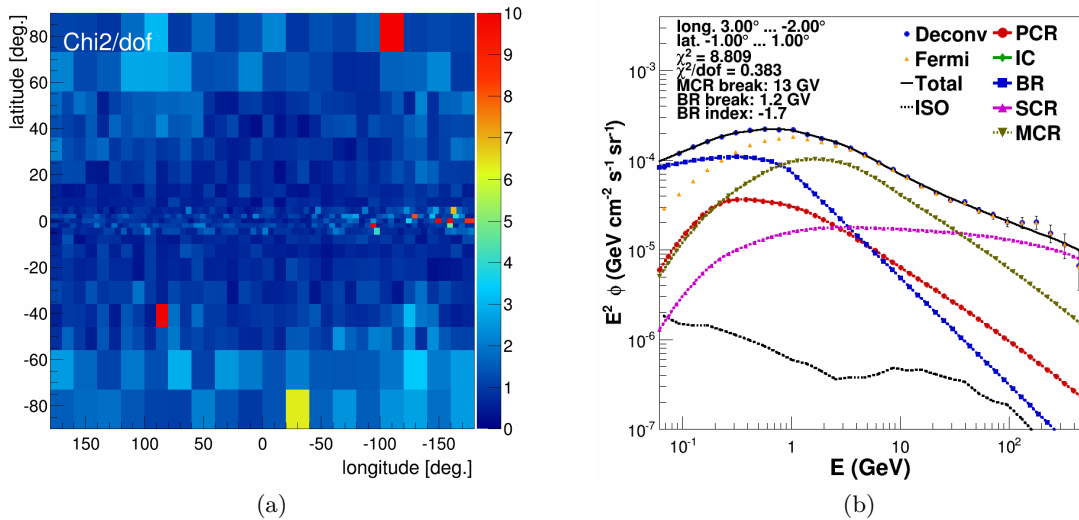 Chi2/dof
latitude [deg.]
80
60
40
20
0
-20
-40
-60
-80
150 100 50 0 -50 -100 -150
longitude [deg.]
10
9
8
7
6
5
4
3
2
1
0
(a)
long. 3.00° ... -2.00°
lat. -1.00° ... 1.00°
χ² = 8.809
χ²/dof = 0.383
MCR break: 13 GV
BR break: 1.2 GV
BR index: -1.7
Deconv
Fermi
Total
ISO
PCR
IC
BR
SCR
MCR
E² ϕ (GeV cm⁻² s⁻¹ sr⁻¹)
10⁻³
10⁻⁴
10⁻⁵
10⁻⁶
10⁻⁷
10⁻¹ 1 10 10²
E (GeV)
(b)